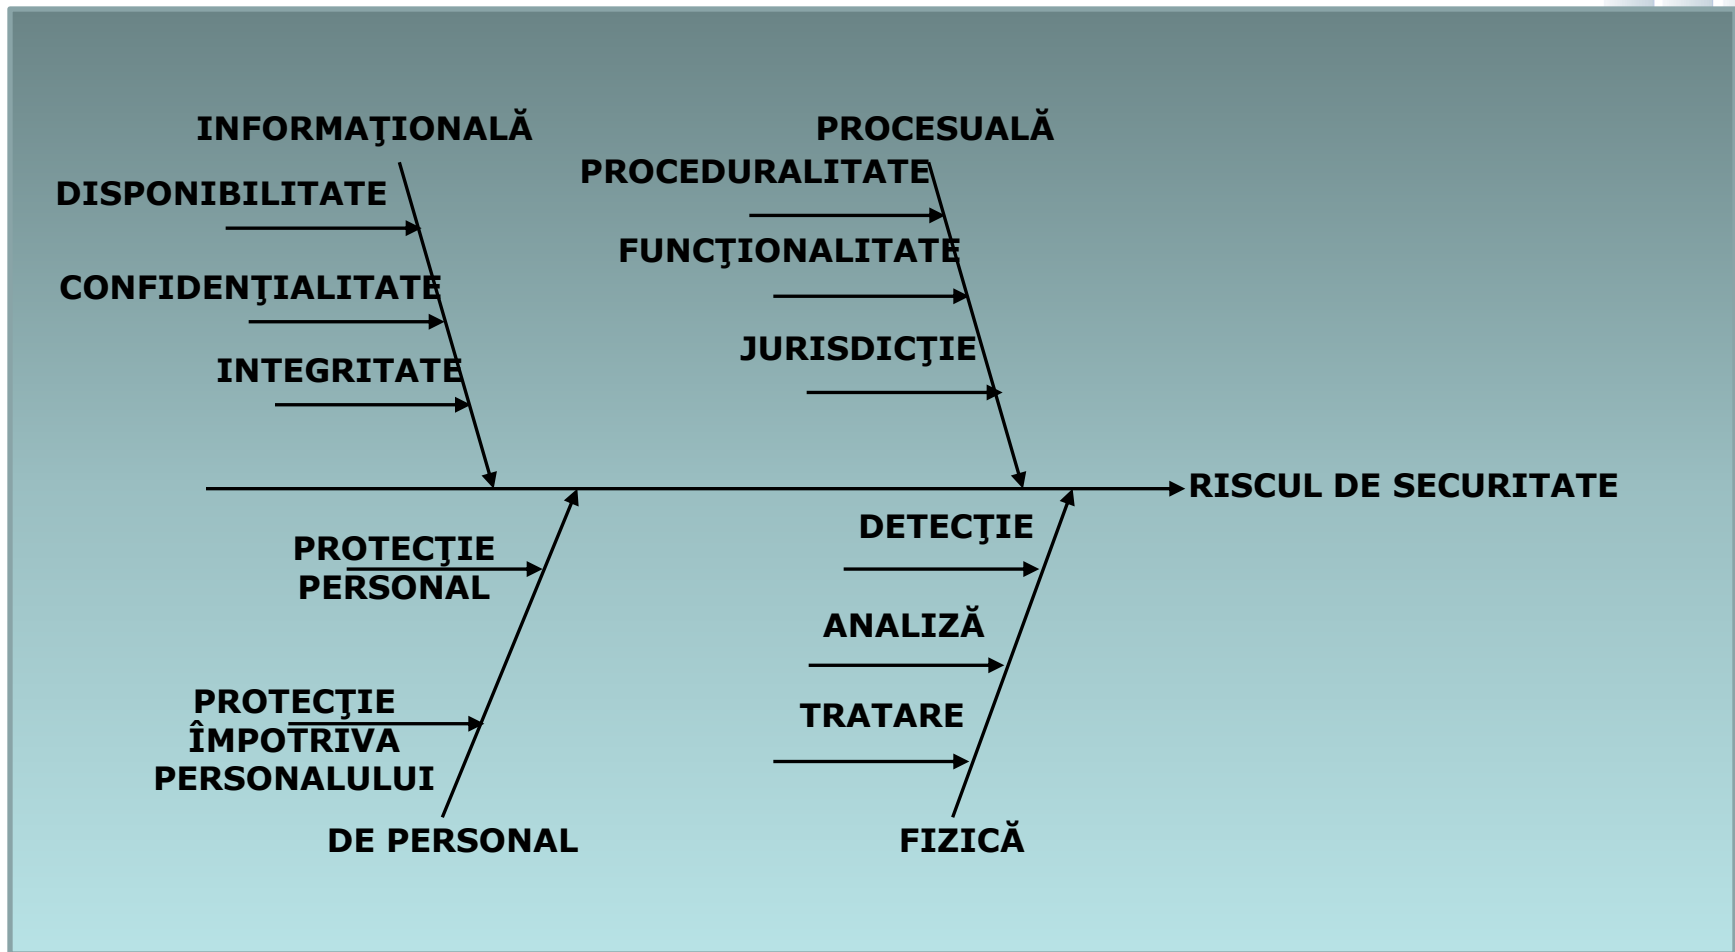 INFORMAŢIONALĂ
DISPONIBILITATE
CONFIDENŢIALITATE
INTEGRITATE
PROCESUALĂ
PROCEDURALITATE
FUNCŢIONALITATE
JURISDICŢIE
RISCUL DE SECURITATE
PROTECŢIE
PERSONAL
PROTECŢIE
ÎMPOTRIVA
PERSONALULUI
DE PERSONAL
DETECŢIE
ANALIZĂ
TRATARE
FIZICĂ